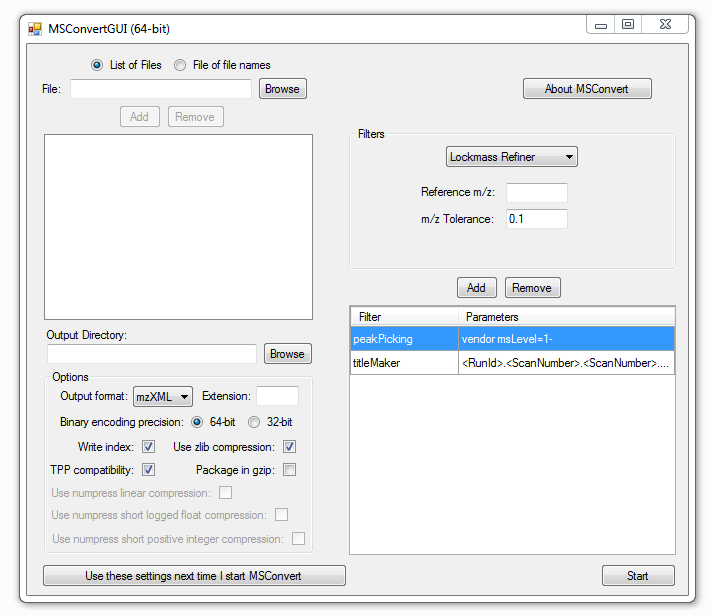 MSConvertGUI (64-bit)
List of Files File of file names
File: Browse About MSConvert
Add Remove
Filters
Lockmass Refiner
Reference m/z:
m/z Tolerance: 0.1
Add Remove
Filter Parameters
peakPicking vendor msLevel=1-
titleMaker <RunId>.<ScanNumber>.<ScanNumber>....
Output Directory:
Browse
Options
Output format: mzXML Extension:
Binary encoding precision: 64-bit 32-bit
Write index: Use zlib compression:
TPP compatibility: Package in gzip:
Use numpress linear compression:
Use numpress short logged float compression:
Use numpress short positive integer compression:
Use these settings next time I start MSConvert Start